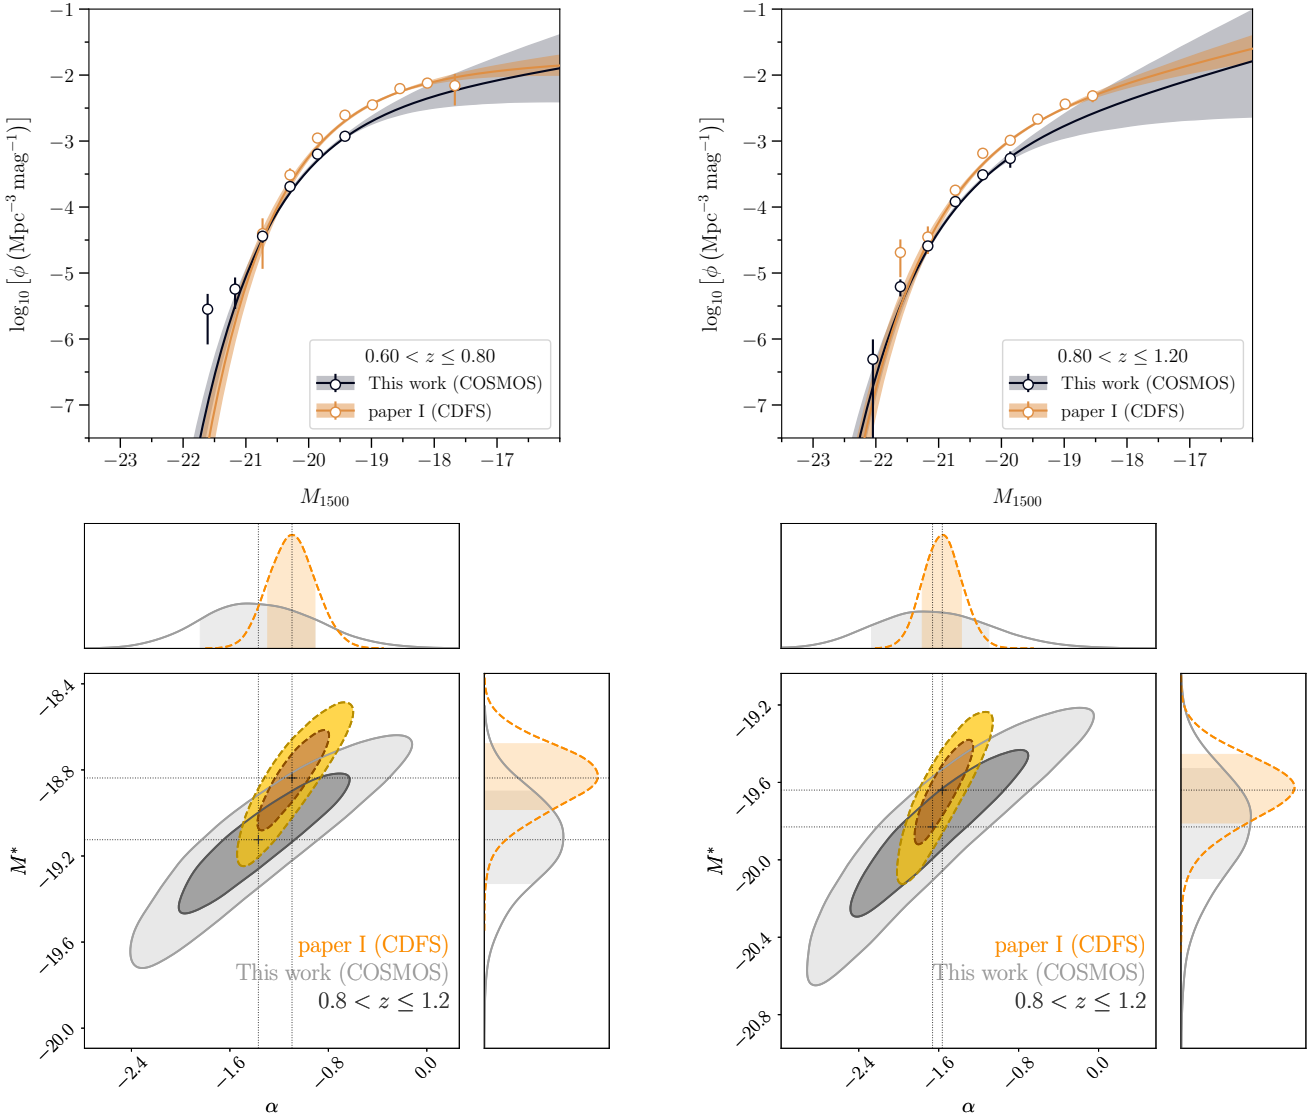 −1
−2
−3
−4
−5
−6
−7
log₁₀ [ϕ (Mpc⁻³ mag⁻¹)]
0.60 < z ≤ 0.80
This work (COSMOS)
paper I (CDFS)
−23 −22 −21 −20 −19 −18 −17
M₁₅₀₀
−1
−2
−3
−4
−5
−6
−7
log₁₀ [ϕ (Mpc⁻³ mag⁻¹)]
0.80 < z ≤ 1.20
This work (COSMOS)
paper I (CDFS)
−23 −22 −21 −20 −19 −18 −17
M₁₅₀₀
−18.4
−18.8
−19.2
−19.6
−20.0
M*
paper I (CDFS)
This work (COSMOS)
0.8 < z ≤ 1.2
−2.4 −1.6 −0.8 0.0
α
−19.2
−19.6
−20.0
−20.4
−20.8
M*
paper I (CDFS)
This work (COSMOS)
0.8 < z ≤ 1.2
−2.4 −1.6 −0.8 0.0
α